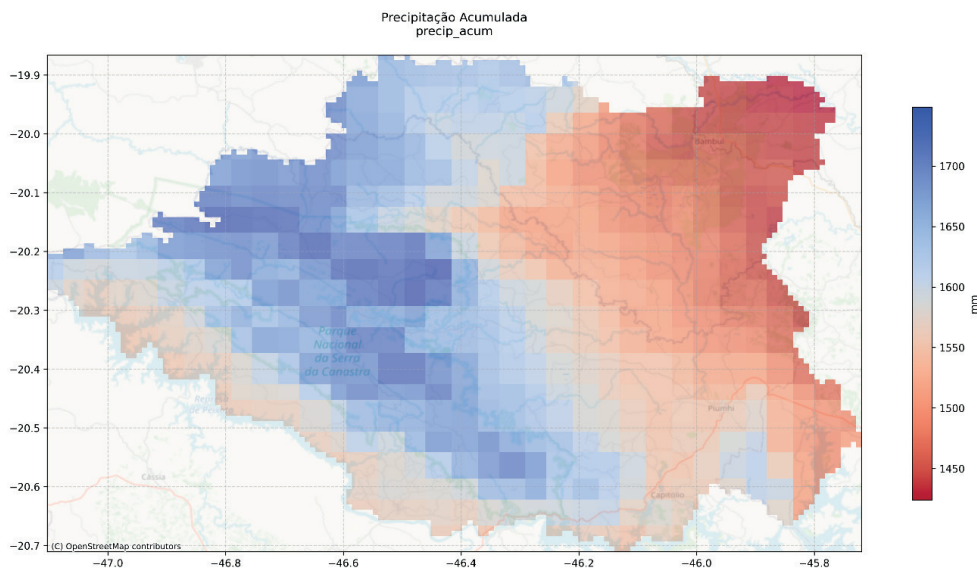 Precipitação Acumulada
precip_acum
−19.9
−20.0
−20.1
−20.2
−20.3
−20.4
−20.5
−20.6
−20.7
Bambuí
Parque
Nacional
da Serra
da Canastra
Piumhi
Cássia
Capitólio
(C) OpenStreetMap contributors
−47.0
−46.8
−46.6
−46.4
−46.2
−46.0
−45.8
1700
1650
1600
1550
1500
1450
mm